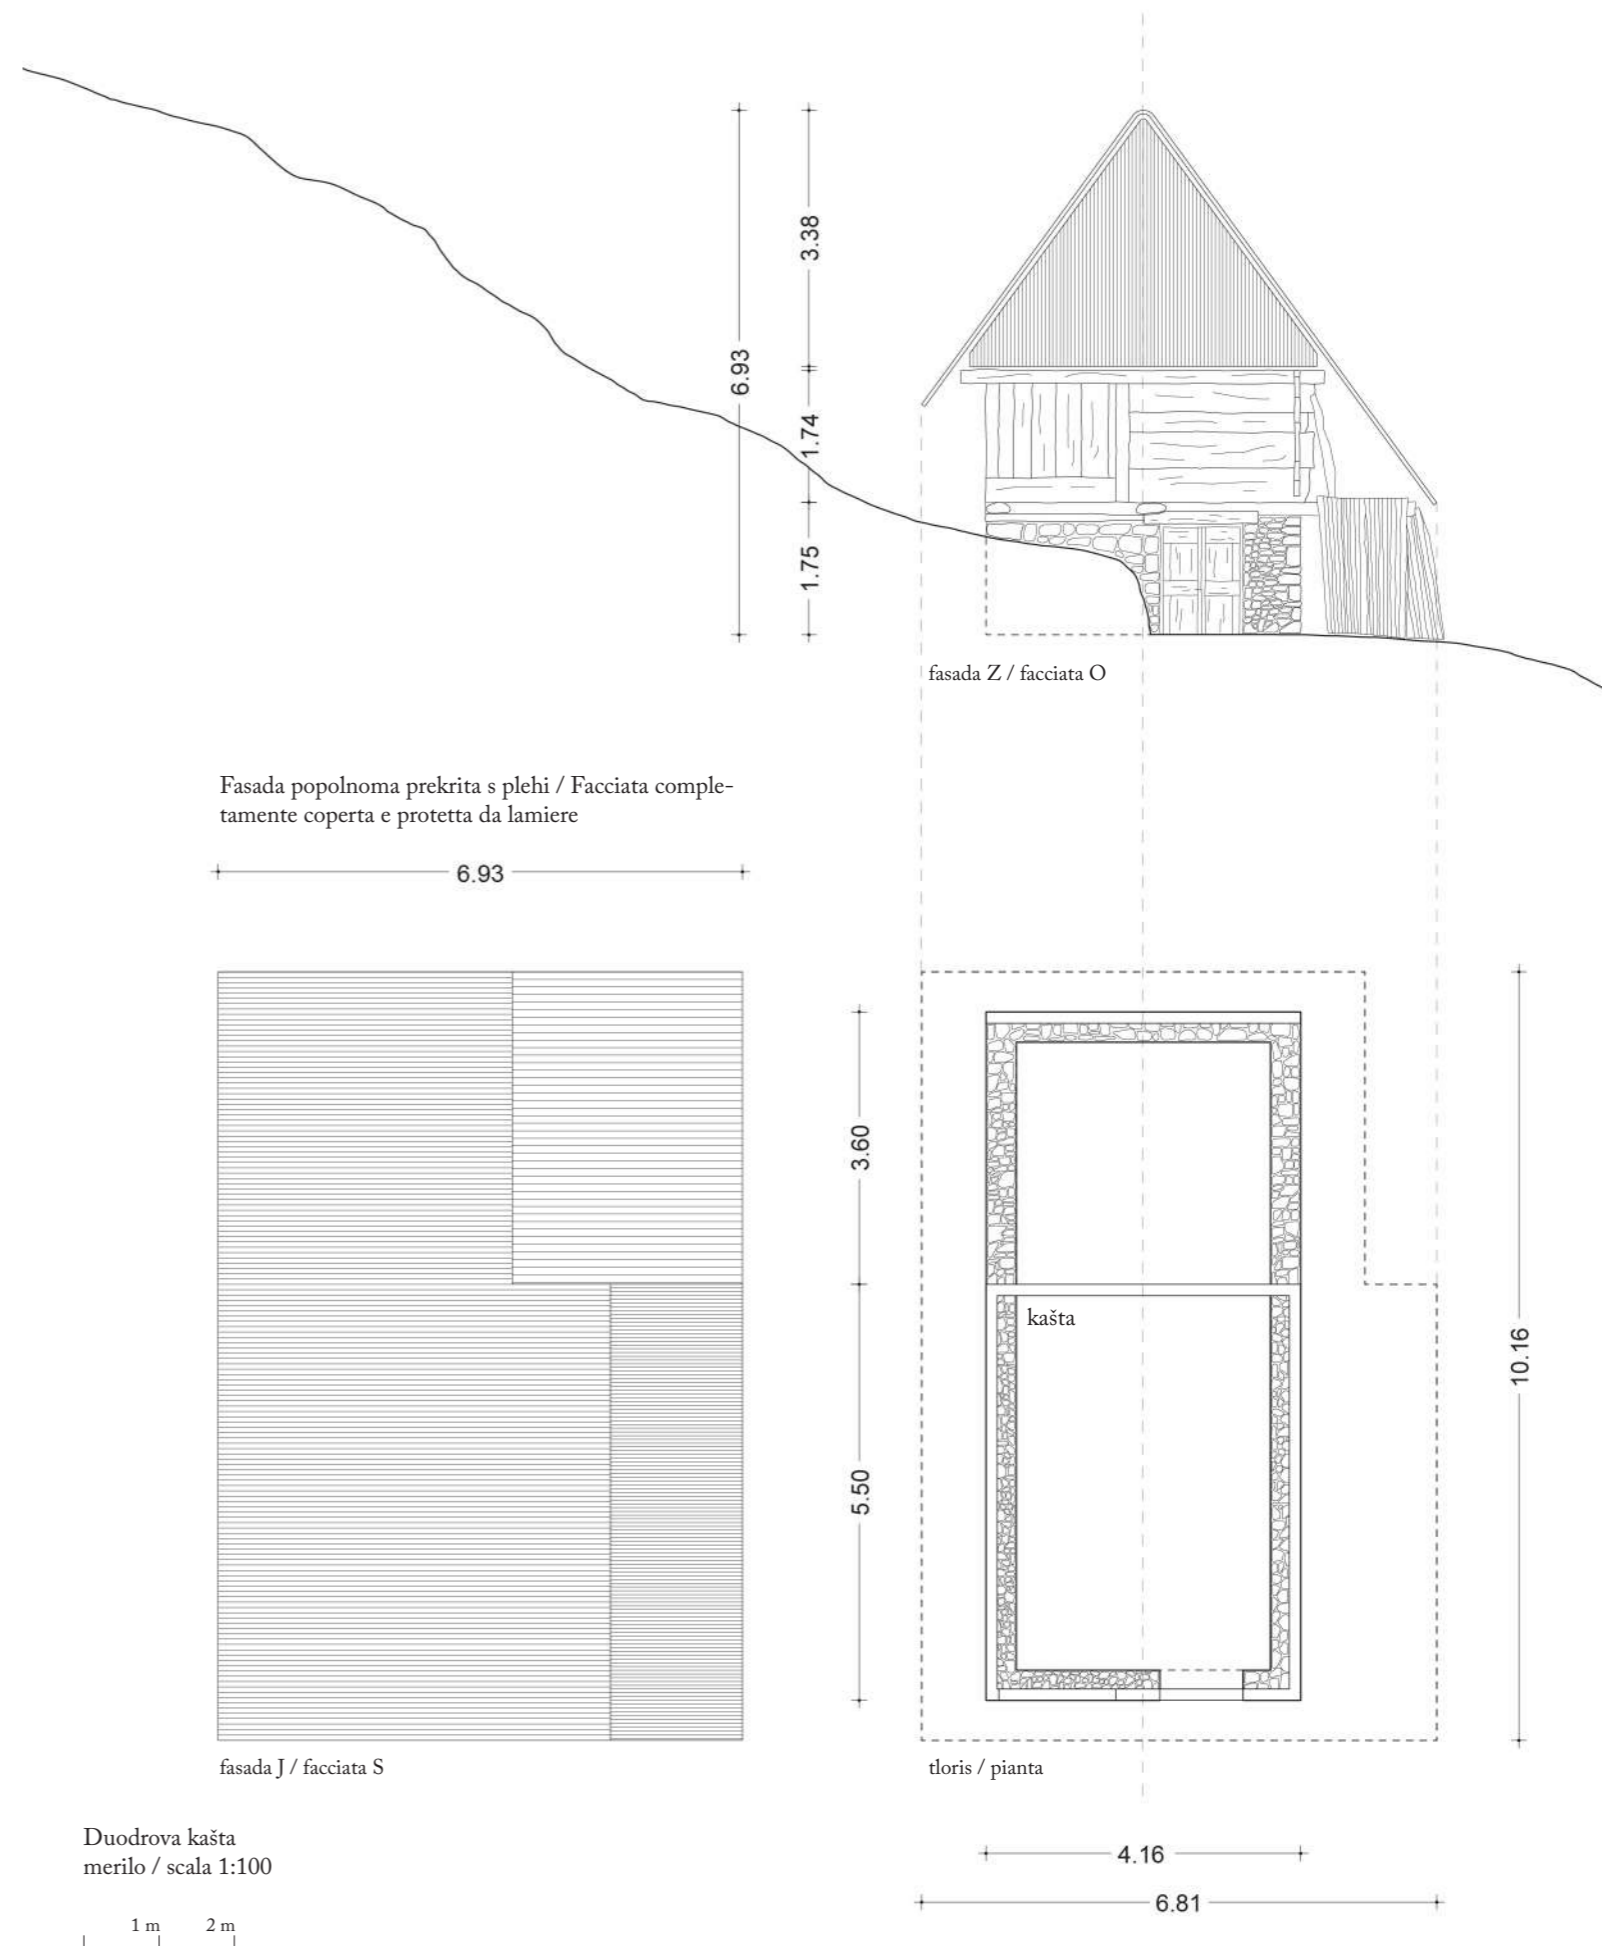 3.38
6.93
1.74
1.75
fasada Z / facciata O
Fasada popolnoma prekrita s plehi / Facciata comple-
tamente coperta e protetta da lamiere
6.93
3.60
kašta
10.16
5.50
fasada J / facciata S
tloris / pianta
Duodrova kašta
merilo / scala 1:100
4.16
6.81
1 m 2 m